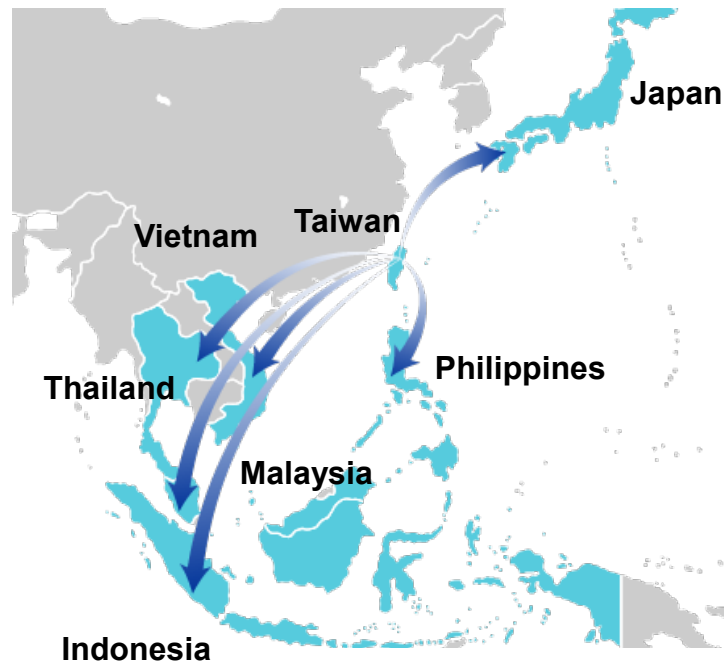 Japan
Taiwan
Vietnam
Philippines
Thailand
Malaysia
Indonesia